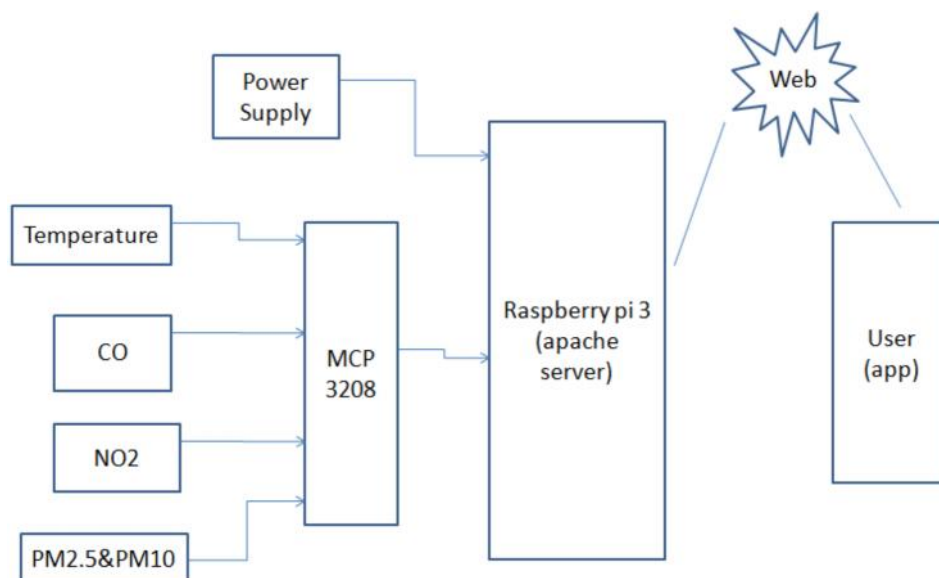 Power
Supply
Web
Temperature
CO
NO2
PM2.5&PM10
MCP
3208
Raspberry pi 3
(apache
server)
User
(app)